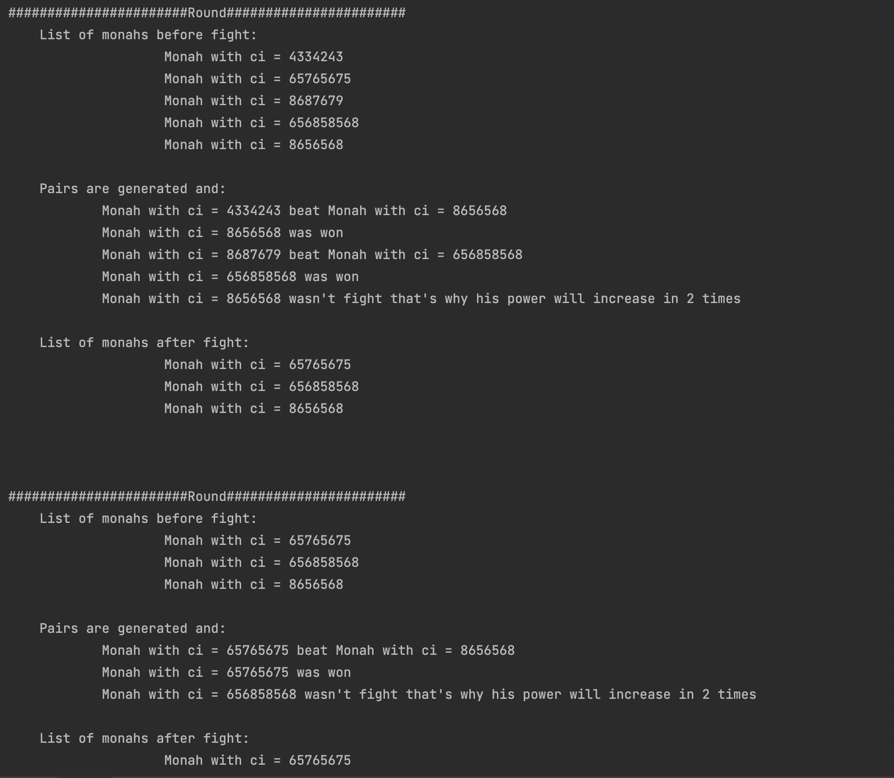 #######################Round#######################
List of monahs before fight:
Monah with ci = 4334243
Monah with ci = 65765675
Monah with ci = 8687679
Monah with ci = 656858568
Monah with ci = 8656568
Pairs are generated and:
Monah with ci = 4334243 beat Monah with ci = 8656568
Monah with ci = 8656568 was won
Monah with ci = 8687679 beat Monah with ci = 656858568
Monah with ci = 656858568 was won
Monah with ci = 8656568 wasn't fight that's why his power will increase in 2 times
List of monahs after fight:
Monah with ci = 65765675
Monah with ci = 656858568
Monah with ci = 8656568
#######################Round#######################
List of monahs before fight:
Monah with ci = 65765675
Monah with ci = 656858568
Monah with ci = 8656568
Pairs are generated and:
Monah with ci = 65765675 beat Monah with ci = 8656568
Monah with ci = 65765675 was won
Monah with ci = 656858568 wasn't fight that's why his power will increase in 2 times
List of monahs after fight:
Monah with ci = 65765675